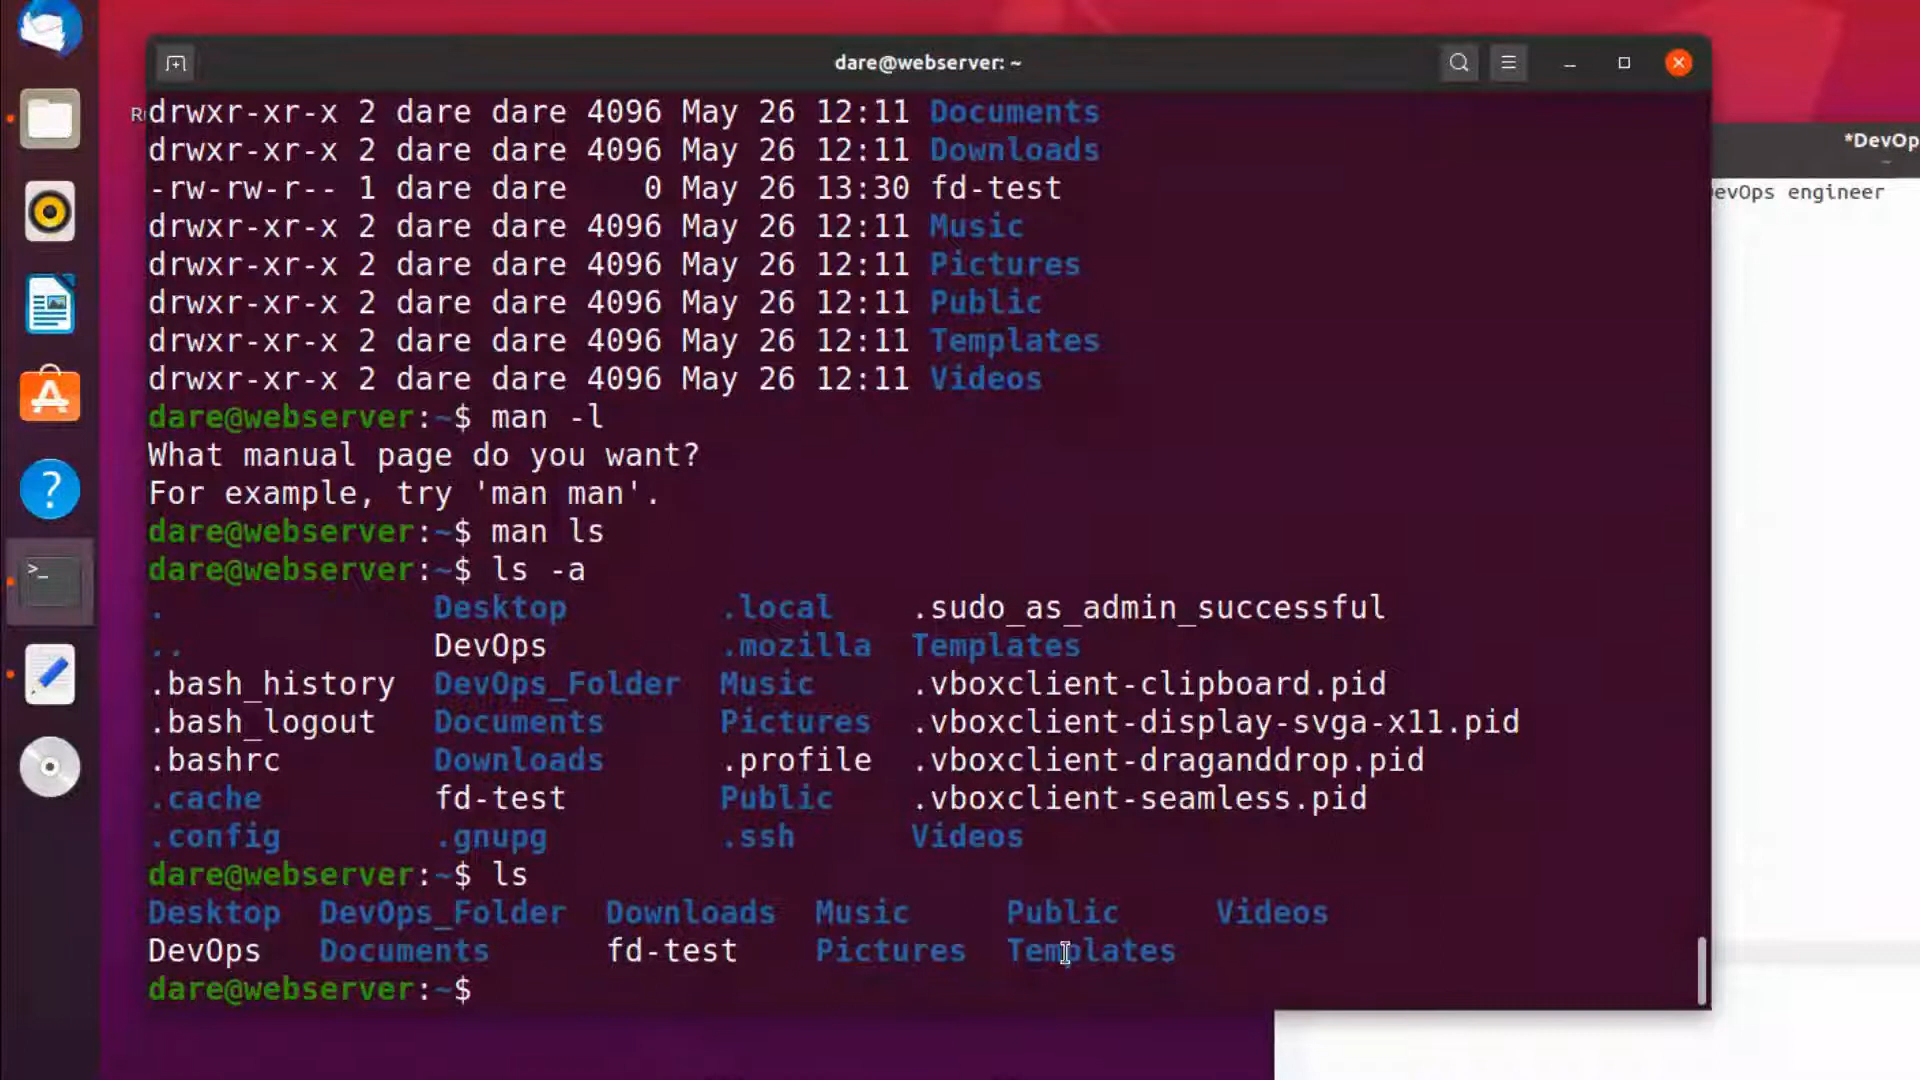 dare@webserver: ~
drwxr-xr-x 2 dare dare 4096 May 26 12:11 Documents
drwxr-xr-x 2 dare dare 4096 May 26 12:11 Downloads
-rw-rw-r-- 1 dare dare    0 May 26 13:30 fd-test
drwxr-xr-x 2 dare dare 4096 May 26 12:11 Music
drwxr-xr-x 2 dare dare 4096 May 26 12:11 Pictures
drwxr-xr-x 2 dare dare 4096 May 26 12:11 Public
drwxr-xr-x 2 dare dare 4096 May 26 12:11 Templates
drwxr-xr-x 2 dare dare 4096 May 26 12:11 Videos
dare@webserver:~$ man -l
What manual page do you want?
For example, try 'man man'.
dare@webserver:~$ man ls
dare@webserver:~$ ls -a
.              Desktop        .local    .sudo_as_admin_successful
..             DevOps         .mozilla  Templates
.bash_history  DevOps_Folder  Music     .vboxclient-clipboard.pid
.bash_logout   Documents      Pictures  .vboxclient-display-svga-x11.pid
.bashrc        Downloads      .profile  .vboxclient-draganddrop.pid
.cache         fd-test        Public    .vboxclient-seamless.pid
.config        .gnupg         .ssh      Videos
dare@webserver:~$ ls
Desktop  DevOps_Folder  Downloads  Music     Public     Videos
DevOps   Documents      fd-test    Pictures  Templates
dare@webserver:~$
*DevOp
evOps engineer